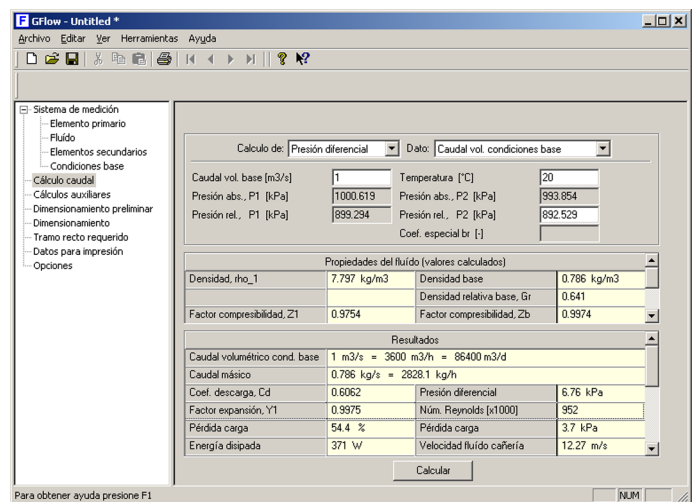 GFlow - Untitled *
Archivo Editar Ver Herramientas Ayuda
Sistema de medición
Elemento primario
Fluído
Elementos secundarios
Condiciones base
Cálculo caudal
Cálculos auxiliares
Dimensionamiento preliminar
Dimensionamiento
Tramo recto requerido
Datos para impresión
Opciones
Calculo de: Presión diferencial Dato: Caudal vol. condiciones base
Caudal vol. base [m3/s] 1 Temperatura [°C] 20
Presión abs., P1 [kPa] 1000.619 Presión abs., P2 [kPa] 993.854
Presión rel., P1 [kPa] 899.294 Presión rel., P2 [kPa] 892.529
Coef. especial br [-]
Propiedades del fluído (valores calculados)
Densidad, rho_1 7.797 kg/m3 Densidad base 0.786 kg/m3
Densidad relativa base, Gr 0.641
Factor compresibilidad, Z1 0.9754 Factor compresibilidad, Zb 0.9974
Resultados
Caudal volumétrico cond. base 1 m3/s = 3600 m3/h = 86400 m3/d
Caudal másico 0.786 kg/s = 2828.1 kg/h
Coef. descarga, Cd 0.6062 Presión diferencial 6.76 kPa
Factor expansión, Y1 0.9975 Núm. Reynolds [x1000] 952
Pérdida carga 54.4 % Pérdida carga 3.7 kPa
Energía disipada 371 W Velocidad fluído cañería 12.27 m/s
Calcular
Para obtener ayuda presione F1 NUM